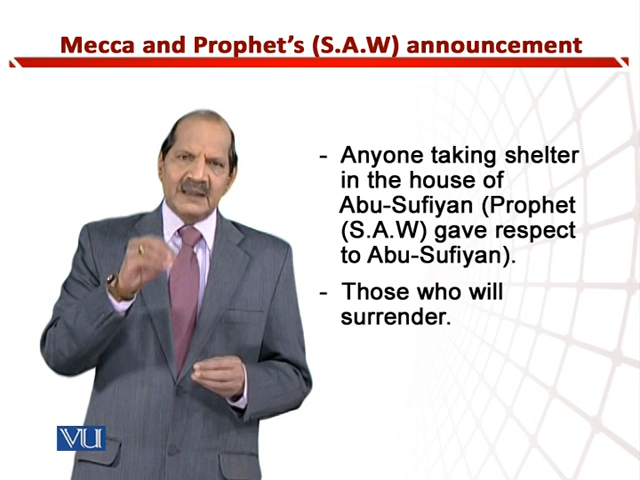 Mecca and Prophet's (S.A.W) announcement
- Anyone taking shelter
in the house of
Abu-Sufiyan (Prophet
(S.A.W) gave respect
to Abu-Sufiyan).
- Those who will
surrender.
VU